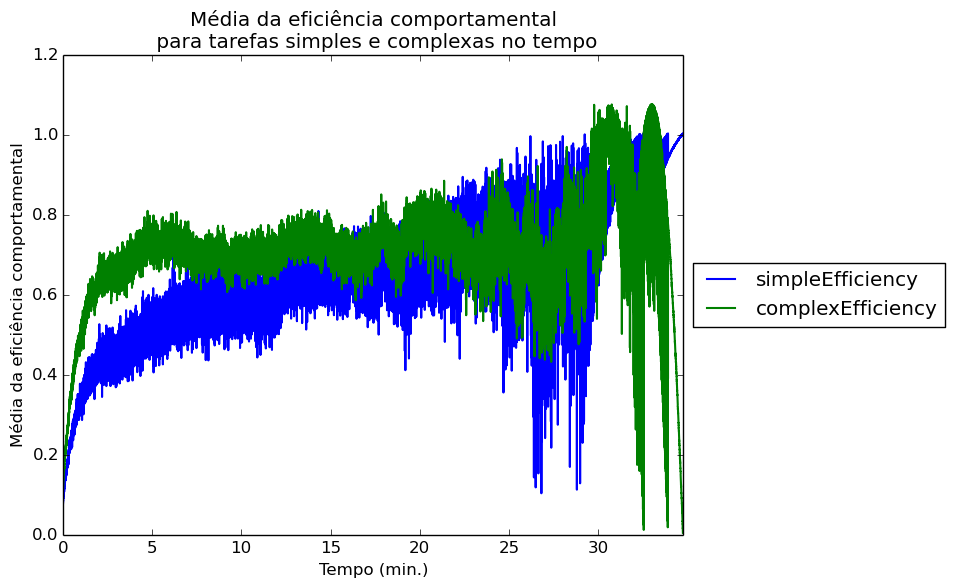 Média da eficiência comportamental
para tarefas simples e complexas no tempo
Média da eficiência comportamental
1.2
1.0
0.8
0.6
0.4
0.2
0.0
0 5 10 15 20 25 30
Tempo (min.)
simpleEfficiency
complexEfficiency